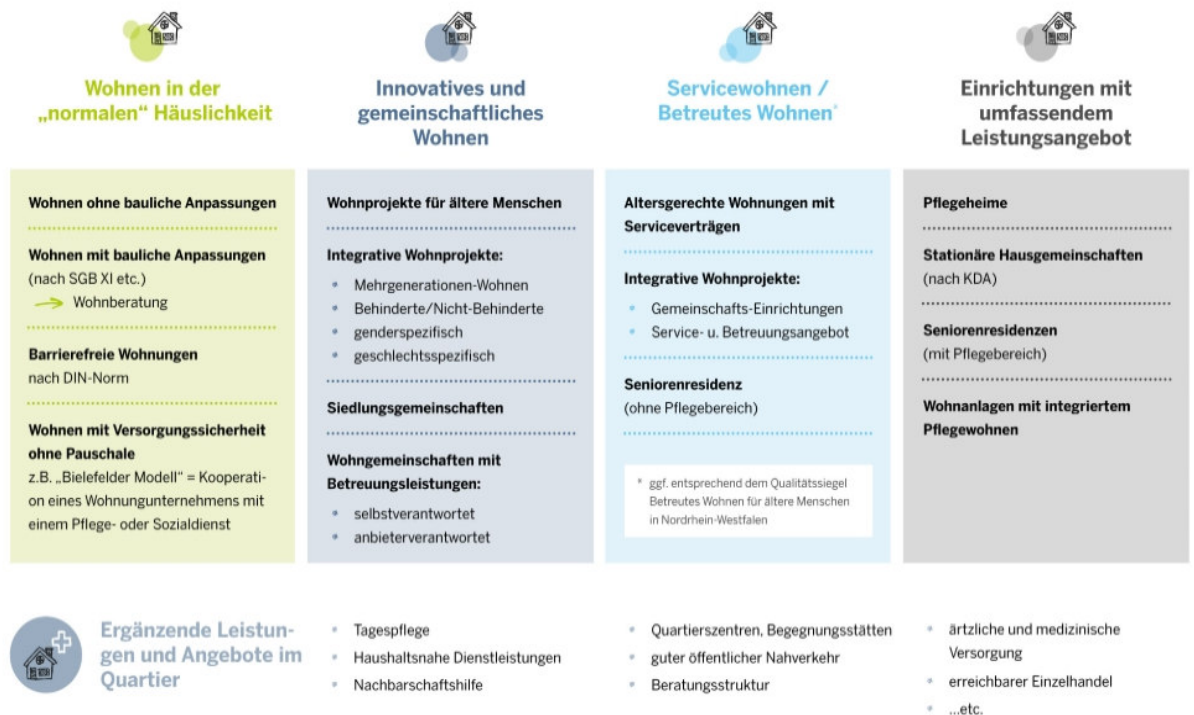 Wohnen in der
„normalen“ Häuslichkeit
Wohnen ohne bauliche Anpassungen
Wohnen mit bauliche Anpassungen
(nach SGB XI etc.)
Wohnberatung
Barrierefreie Wohnungen
nach DIN-Norm
Wohnen mit Versorgungssicherheit
ohne Pauschale
z.B. „Bielefelder Modell“ = Kooperati-
on eines Wohnungunternehmens mit
einem Pflege- oder Sozialdienst
Innovatives und
gemeinschaftliches
Wohnen
Wohnprojekte für ältere Menschen
Integrative Wohnprojekte:
• Mehrgenerationen-Wohnen
• Behinderte/Nicht-Behinderte
• genderspezifisch
• geschlechtsspezifisch
Siedlungsgemeinschaften
Wohngemeinschaften mit
Betreuungsleistungen:
• selbstverantwortet
• anbieterverantwortet
Servicewohnen /
Betreutes Wohnen*
Altersgerechte Wohnungen mit
Serviceverträgen
Integrative Wohnprojekte:
• Gemeinschafts-Einrichtungen
• Service- u. Betreuungsangebot
Seniorenresidenz
(ohne Pflegebereich)
* ggf. entsprechend dem Qualitätssiegel
Betreutes Wohnen für ältere Menschen
in Nordrhein-Westfalen
Einrichtungen mit
umfassendem
Leistungsangebot
Pflegeheime
Stationäre Hausgemeinschaften
(nach KDA)
Seniorenresidenzen
(mit Pflegebereich)
Wohnanlagen mit integriertem
Pflegewohnen
Ergänzende Leistun-
gen und Angebote im
Quartier
• Tagespflege
• Haushaltsnahe Dienstleistungen
• Nachbarschaftshilfe
• Quartierszentren, Begegnungsstätten
• guter öffentlicher Nahverkehr
• Beratungsstruktur
• ärtzliche und medizinische
Versorgung
• erreichbarer Einzelhandel
• ...etc.